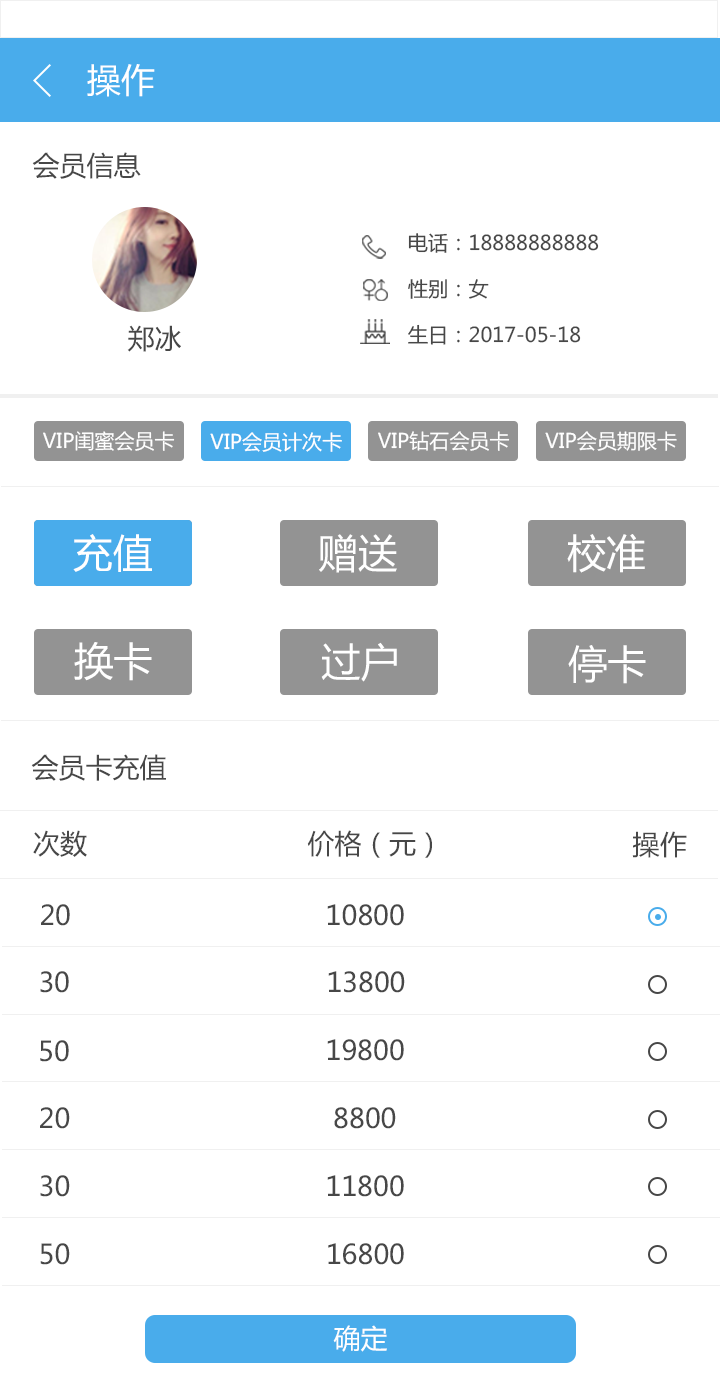 操作
会员信息
电话：18888888888
性别：女
生日：2017-05-18
郑冰
VIP闺蜜会员卡 VIP会员计次卡 VIP钻石会员卡 VIP会员期限卡
充值 赠送 校准
换卡 过户 停卡
会员卡充值
次数 价格（元） 操作
20 10800
30 13800
50 19800
20 8800
30 11800
50 16800
确定